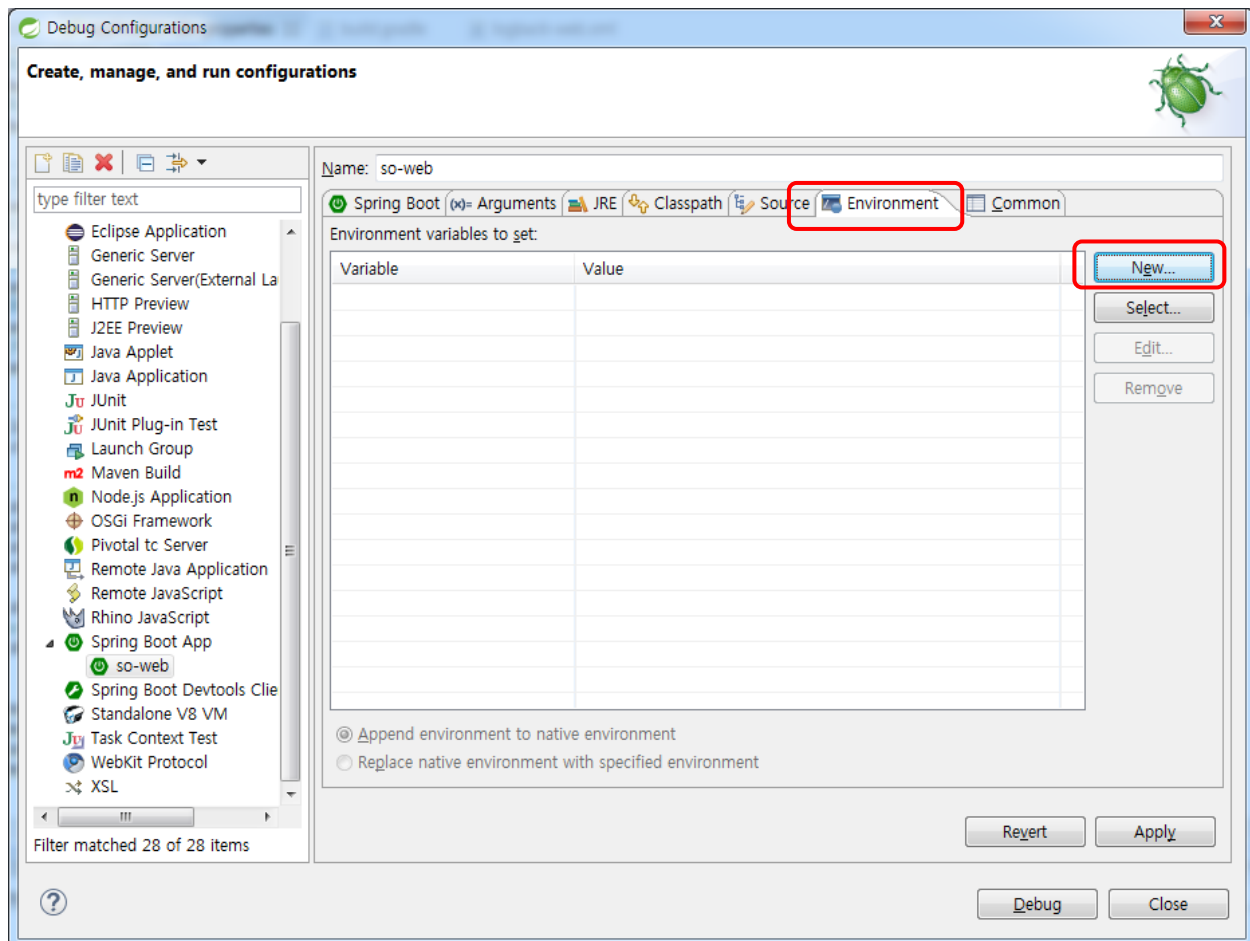 Debug Configurations
Create, manage, and run configurations
type filter text
Eclipse Application
Generic Server
Generic Server(External La
HTTP Preview
J2EE Preview
Java Applet
Java Application
Ju JUnit
JUnit Plug-in Test
Launch Group
m2 Maven Build
n Node.js Application
OSGi Framework
Pivotal tc Server
Remote Java Application
Remote JavaScript
Rhino JavaScript
Spring Boot App
so-web
Spring Boot Devtools Clie
Standalone V8 VM
Task Context Test
WebKit Protocol
XSL
Filter matched 28 of 28 items
Name: so-web
Spring Boot (x)= Arguments JRE Classpath Source Environment Common
Environment variables to set:
Variable Value
New...
Select...
Edit...
Remove
Append environment to native environment
Replace native environment with specified environment
Revert Apply
? Debug Close